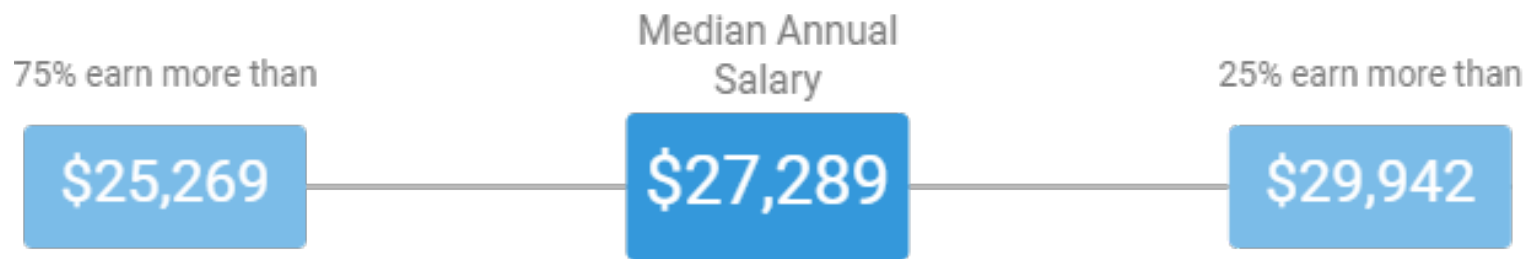 Median Annual
Salary
75% earn more than
25% earn more than
$25,269
$27,289
$29,942